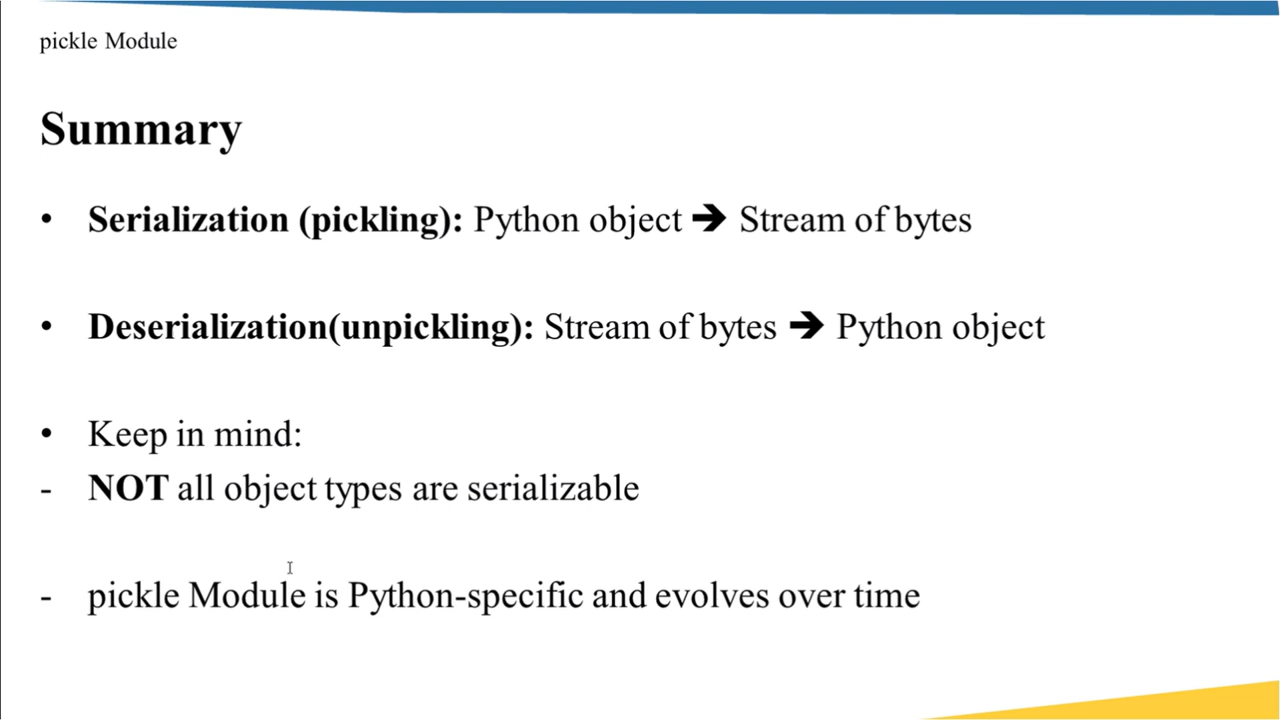 pickle Module
Summary
• Serialization (pickling): Python object ➔ Stream of bytes
• Deserialization(unpickling): Stream of bytes ➔ Python object
• Keep in mind:
- NOT all object types are serializable
- pickle Module is Python-specific and evolves over time